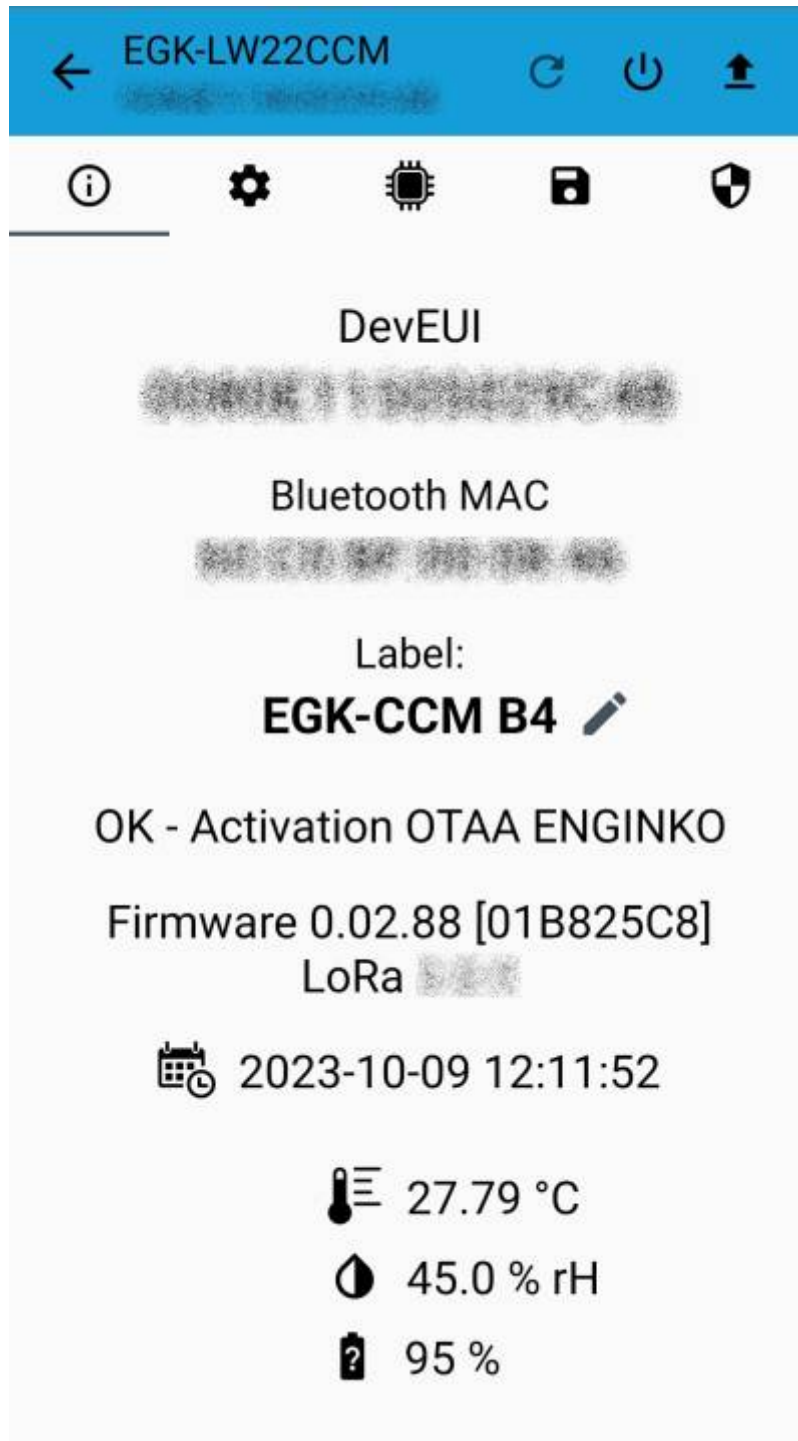 EGK-LW22CCM
DevEUI
Bluetooth MAC
Label:
EGK-CCM B4
OK - Activation OTAA ENGINKO
Firmware 0.02.88 [01B825C8]
LoRa
2023-10-09 12:11:52
27.79 °C
45.0 % rH
95 %